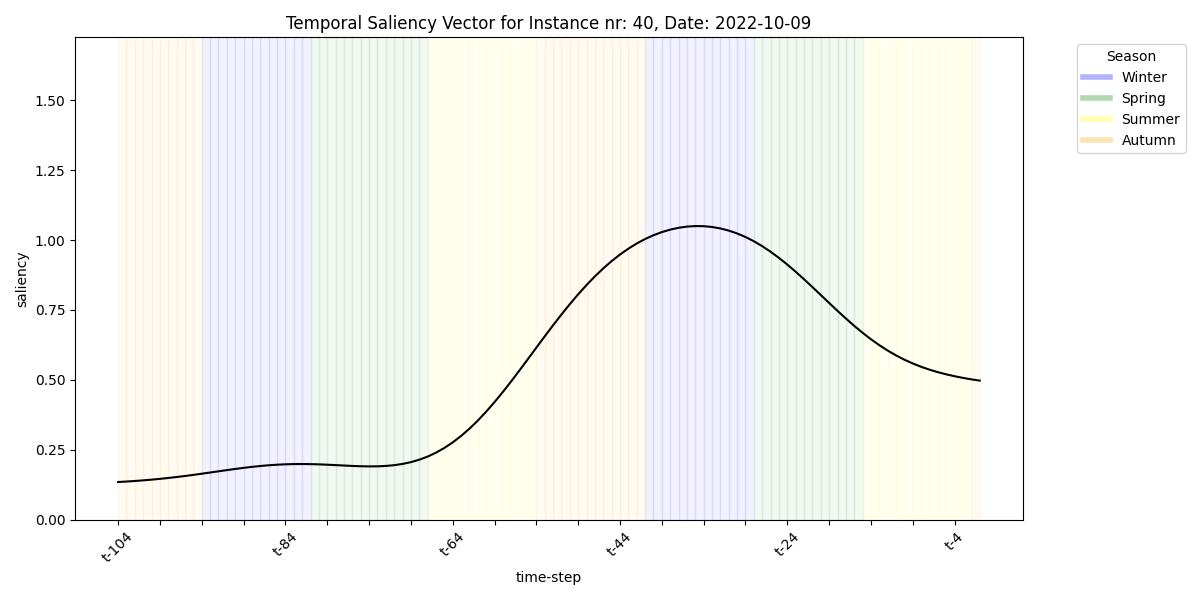 Temporal Saliency Vector for Instance nr: 40, Date: 2022-10-09
Season
Winter
Spring
Summer
Autumn
1.50
1.25
1.00
0.75
0.50
0.25
0.00
saliency
t-104
t-84
t-64
t-44
t-24
t-4
time-step